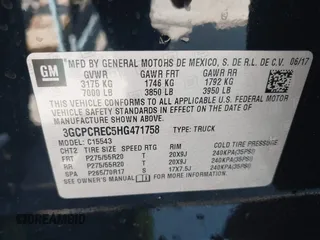 GM
MFD BY GENERAL MOTORS DE MEXICO, S. DE R.L. DE C.V. 06/17
GVWR GAWR FRT GAWR RR
3175 KG 1746 KG 1792 KG
7000 LB 3850 LB 3950 LB
THIS VEHICLE CONFORMS TO ALL APPLICABLE U.S. FEDERAL MOTOR
VEHICLE SAFETY STANDARDS IN EFFECT ON THE DATE OF
MANUFACTURE SHOWN ABOVE.
3GCPCREC5HG471758 TYPE: TRUCK
MODEL: C15543
CHT2 TIRE SIZE SPEED RTG RIM COLD TIRE PRESSURE
FRT P275/55R20 T 20X9J 240KPA(35PSI)
RR P275/55R20 T 20X9J 240KPA(35PSI)
SPA P265/70R17 S 17X7.5J 240KPA(35PSI)
SEE OWNER'S MANUAL FOR MORE INFORMATION.